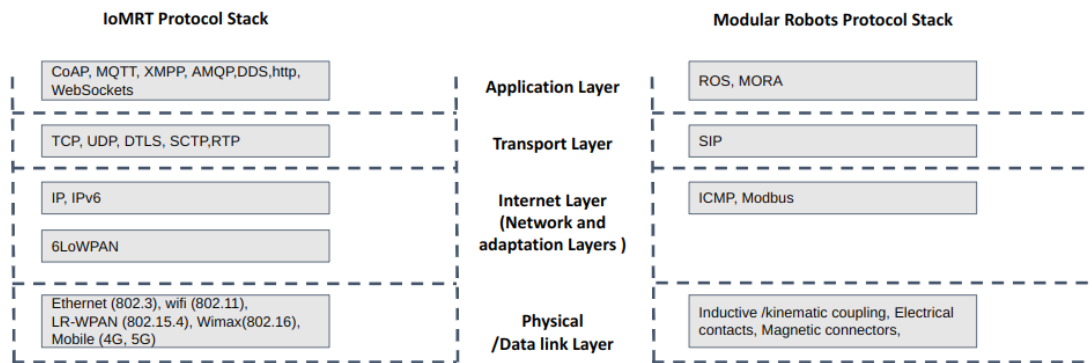 IoMRT Protocol Stack
Modular Robots Protocol Stack
CoAP, MQTT, XMPP, AMQP,DDS,http,
WebSockets
Application Layer
ROS, MORA
TCP, UDP, DTLS, SCTP,RTP
Transport Layer
SIP
IP, IPv6
Internet Layer
(Network and
adaptation Layers )
ICMP, Modbus
6LoWPAN
Ethernet (802.3), wifi (802.11),
LR-WPAN (802.15.4), Wimax(802.16),
Mobile (4G, 5G)
Physical
/Data link Layer
Inductive /kinematic coupling, Electrical
contacts, Magnetic connectors,